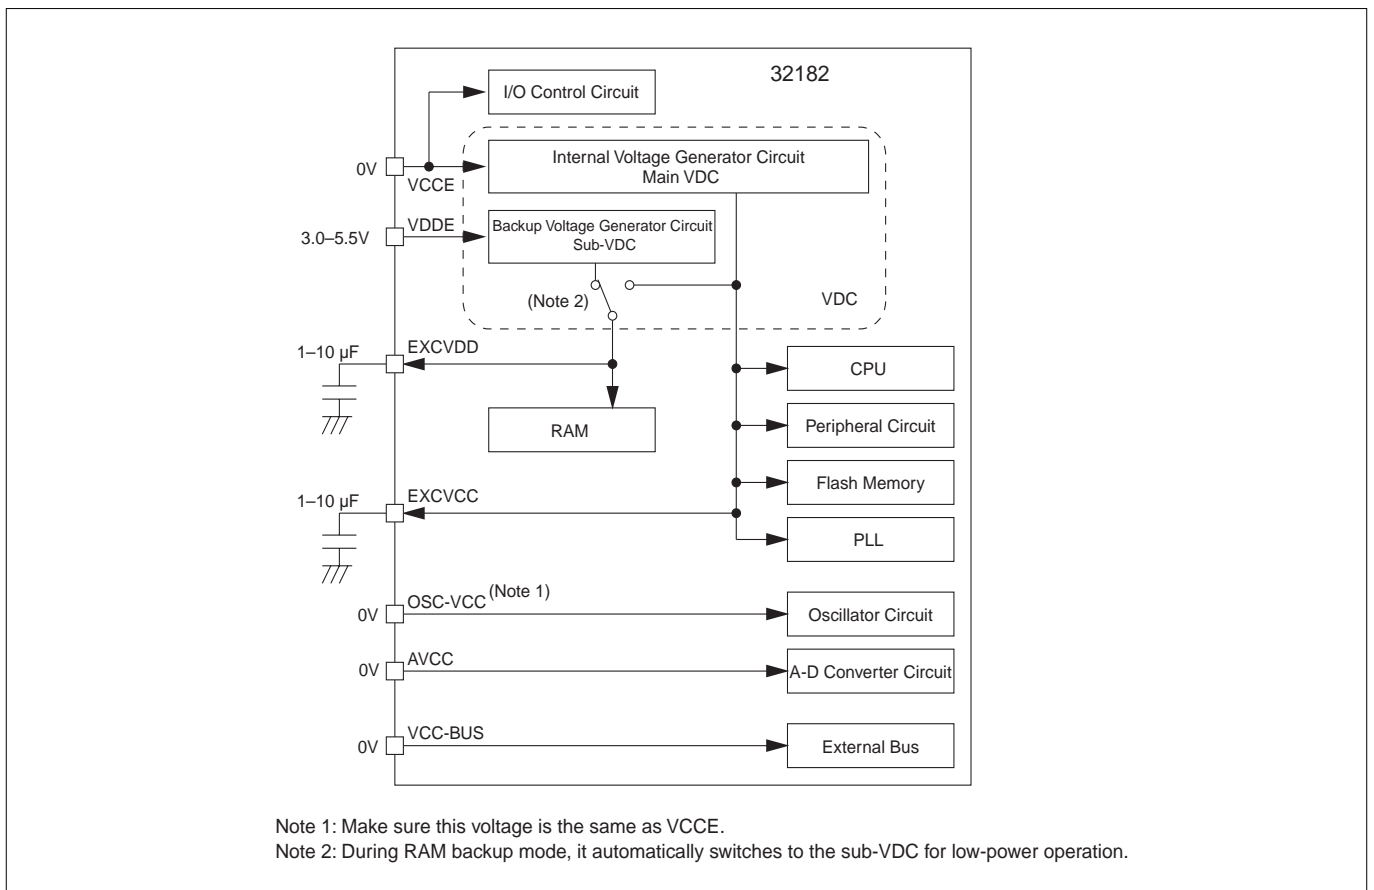 32182
I/O Control Circuit
Internal Voltage Generator Circuit
Main VDC
0V
VCCE
VDDE
3.0–5.5V
Backup Voltage Generator Circuit
Sub-VDC
(Note 2)
VDC
1–10 µF
EXCVDD
CPU
RAM
Peripheral Circuit
Flash Memory
1–10 µF
EXCVCC
PLL
0V
OSC-VCC (Note 1)
Oscillator Circuit
0V
AVCC
A-D Converter Circuit
0V
VCC-BUS
External Bus
Note 1: Make sure this voltage is the same as VCCE.
Note 2: During RAM backup mode, it automatically switches to the sub-VDC for low-power operation.